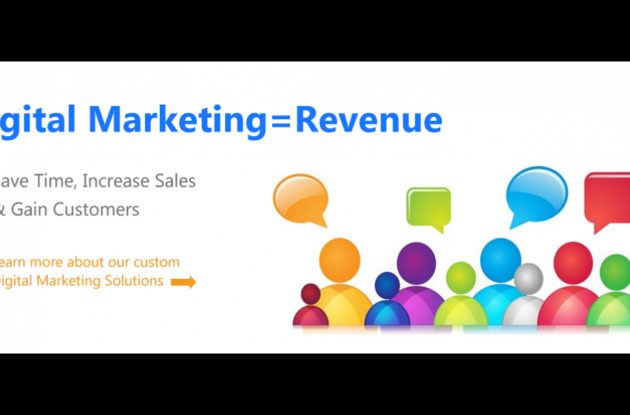 igital Marketing=Revenue
ave Time, Increase Sales
& Gain Customers
earn more about our custom
igital Marketing Solutions